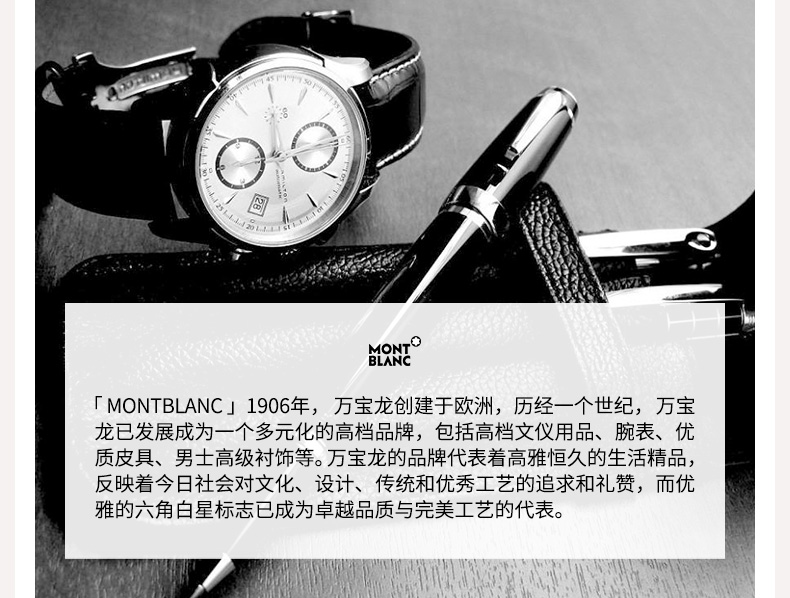 MONT
BLANC
「 MONTBLANC 」1906年， 万宝龙创建于欧洲，历经一个世纪， 万宝
龙已发展成为一个多元化的高档品牌，包括高档文仪用品、腕表、优
质皮具、男士高级衬饰等。万宝龙的品牌代表着高雅恒久的生活精品，
反映着今日社会对文化、设计、传统和优秀工艺的追求和礼赞，而优
雅的六角白星标志已成为卓越品质与完美工艺的代表。